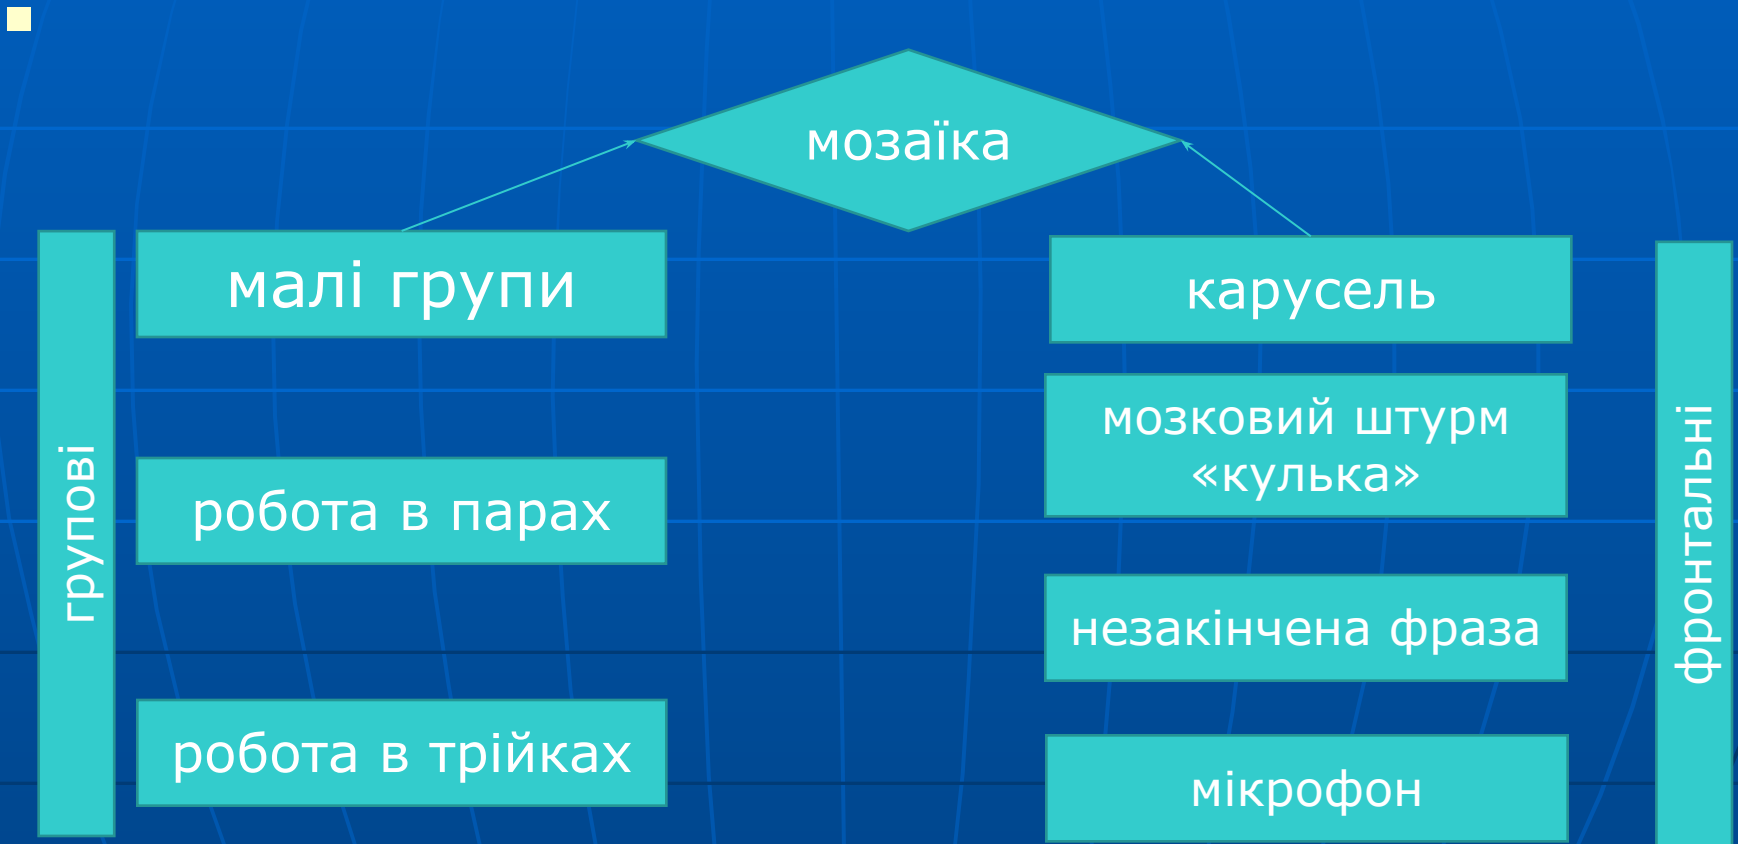 мозаїка
групові
малі групи
робота в парах
робота в трійках
карусель
мозковий штурм
«кулька»
незакінчена фраза
мікрофон
фронтальні